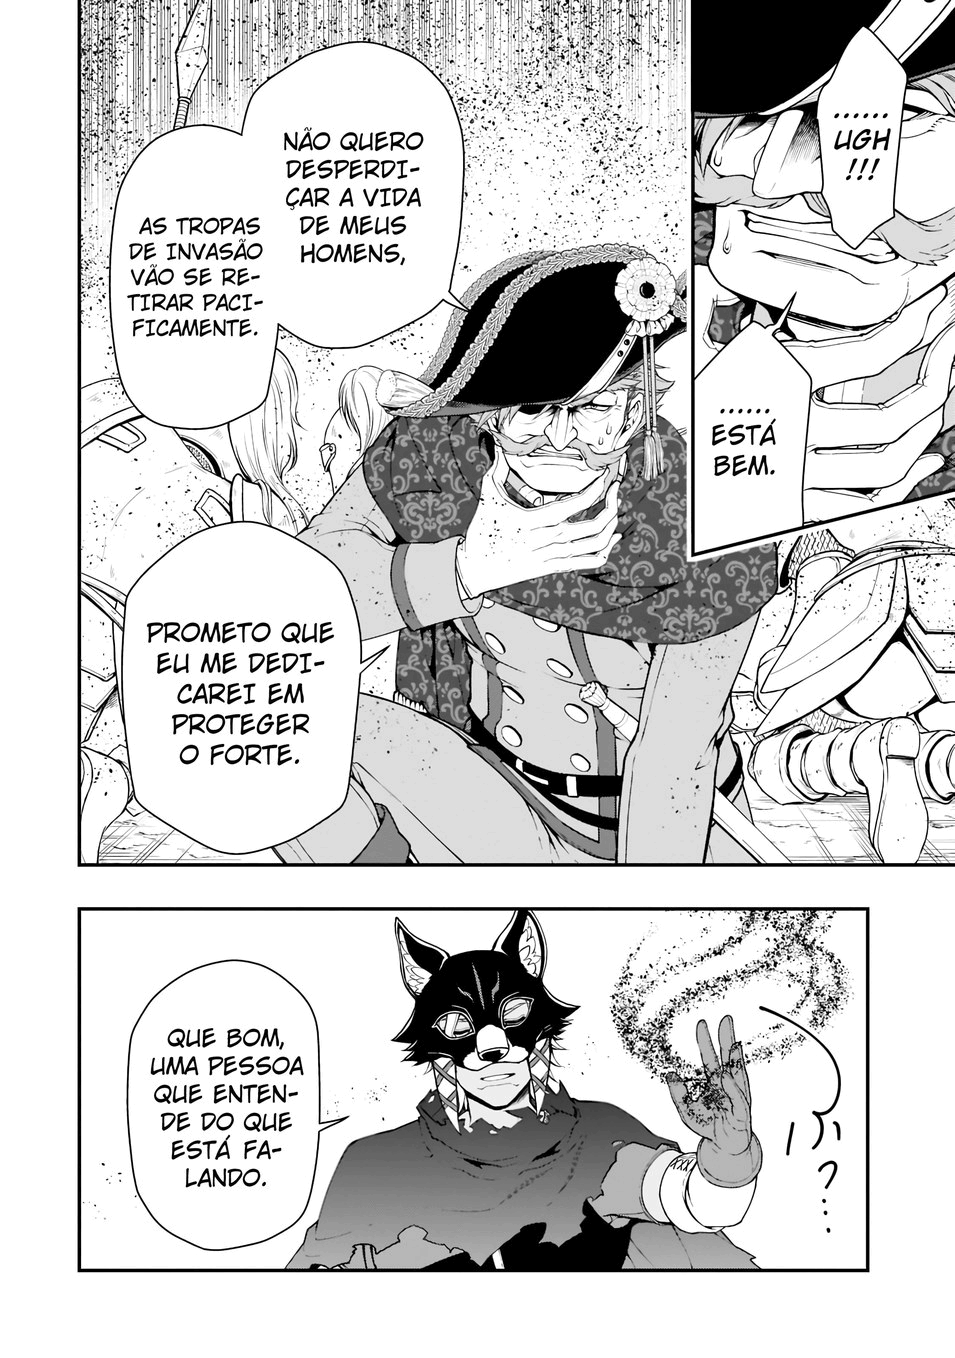 ......
UGH
!!!
......
ESTÁ
BEM.
NÃO QUERO
DESPERDI-
ÇAR A VIDA
DE MEUS
HOMENS,
AS TROPAS
DE INVASÃO
VÃO SE RE-
TIRAR PACI-
FICAMENTE.
PROMETO QUE
EU ME DEDI-
CAREI EM
PROTEGER
O FORTE.
QUE BOM,
UMA PESSOA
QUE ENTEN-
DE DO QUE
ESTÁ FA-
LANDO.
ふっ…